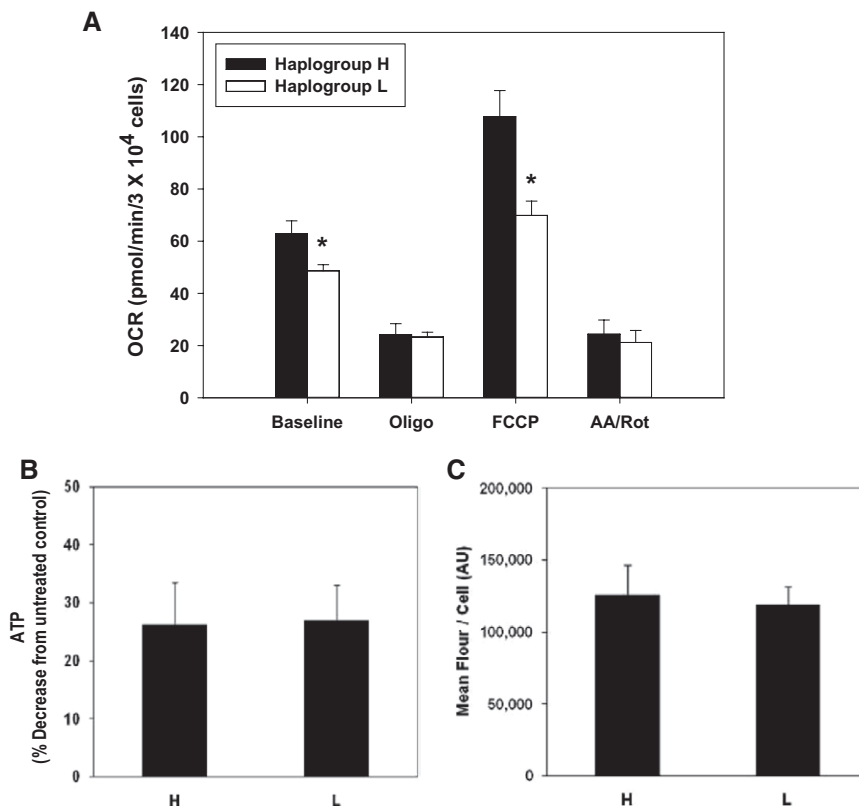 A
140
120
100
80
60
40
20
0
OCR (pmol/min/3 X 10⁴ cells)
Haplogroup H
Haplogroup L
*
*
Baseline
Oligo
FCCP
AA/Rot
B
50
40
30
20
10
0
ATP
(% Decrease from untreated control)
H
L
C
200,000
150,000
100,000
50,000
0
Mean Flour / Cell (AU)
H
L